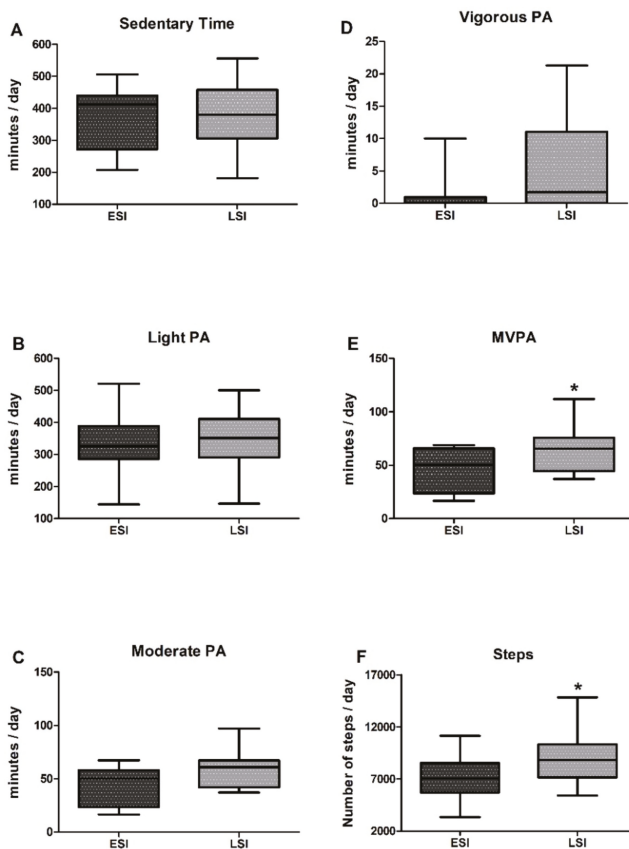 A
Sedentary Time
minutes / day
600
500
400
300
200
100
ESI
LSI
B
Light PA
minutes / day
600
500
400
300
200
100
ESI
LSI
C
Moderate PA
minutes / day
150
100
50
0
ESI
LSI
D
Vigorous PA
minutes / day
25
20
15
10
5
0
ESI
LSI
E
MVPA
minutes / day
150
100
50
0
*
ESI
LSI
F
Steps
Number of steps / day
17000
12000
7000
2000
*
ESI
LSI